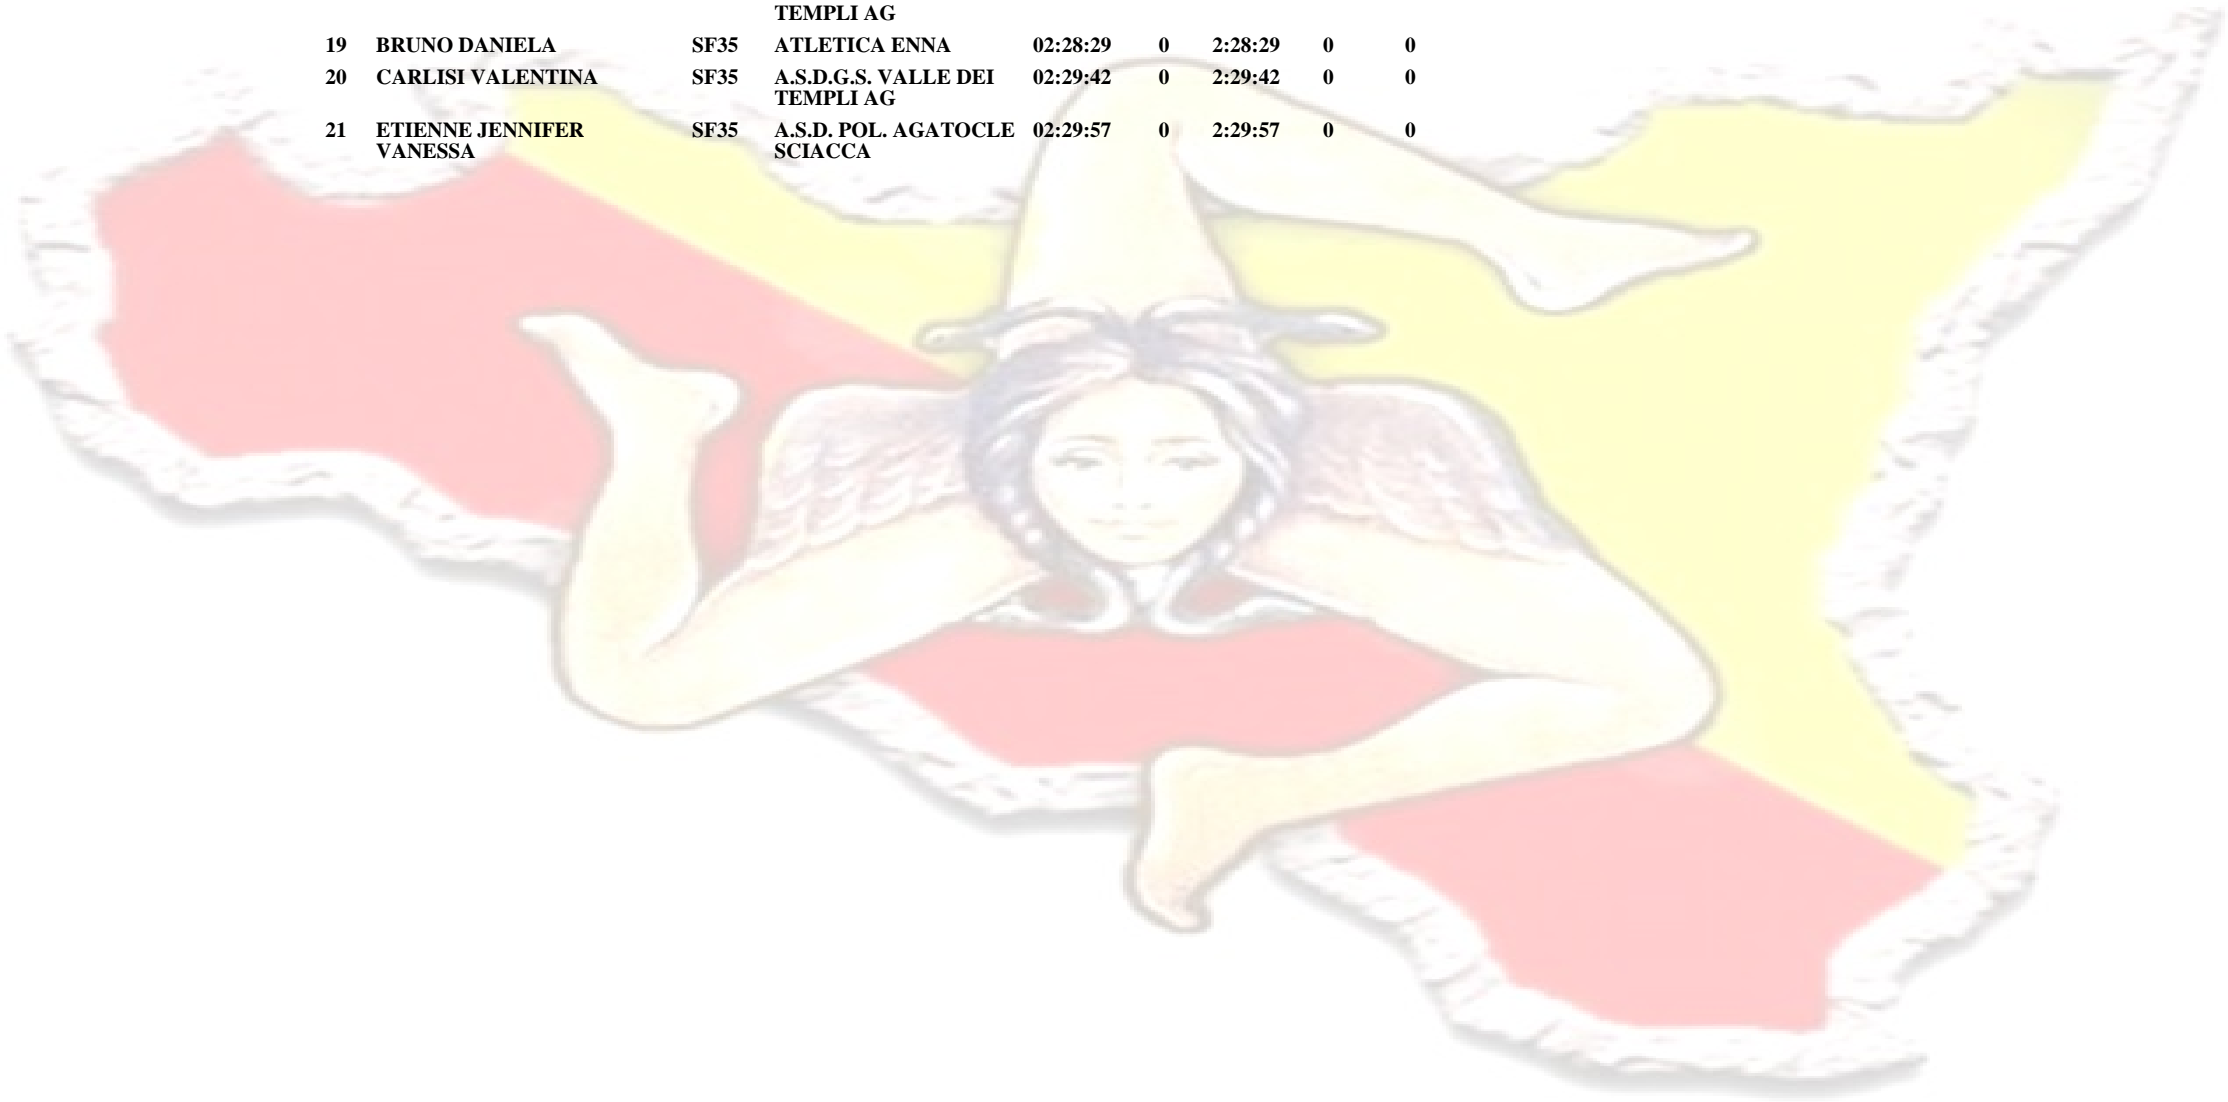 TEMPLI AG
19 BRUNO DANIELA SF35 ATLETICA ENNA 02:28:29 0 2:28:29 0 0
20 CARLISI VALENTINA SF35 A.S.D.G.S. VALLE DEI 02:29:42 0 2:29:42 0 0
TEMPLI AG
21 ETIENNE JENNIFER SF35 A.S.D. POL. AGATOCLE 02:29:57 0 2:29:57 0 0
VANESSA SCIACCA